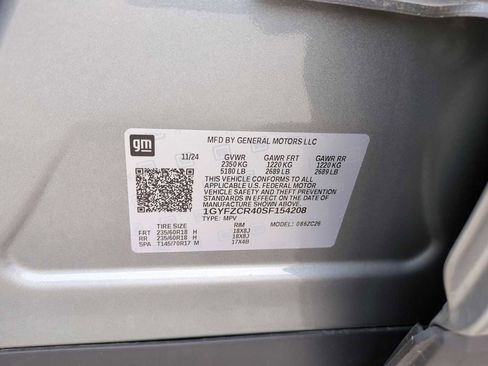 gm
MFD BY GENERAL MOTORS LLC
11/24 GVWR GAWR FRT GAWR RR
2350 KG 1220 KG 1220 KG
5180 LB 2689 LB 2689 LB
THIS VEHICLE CONFORMS TO ALL
APPLICABLE U.S. FEDERAL MOTOR
VEHICLE SAFETY AND THEFT PREVENTION
STANDARDS IN EFFECT ON THE DATE OF
MANUFACTURE SHOWN ABOVE.
1GYFZCR40SF154208
TYPE: MPV
TIRE SIZE RIM 086ZC26
FRT 235/60R18 H 18X8J
RR 235/60R18 H 18X8J
SPA T145/70R17 M 17X4B